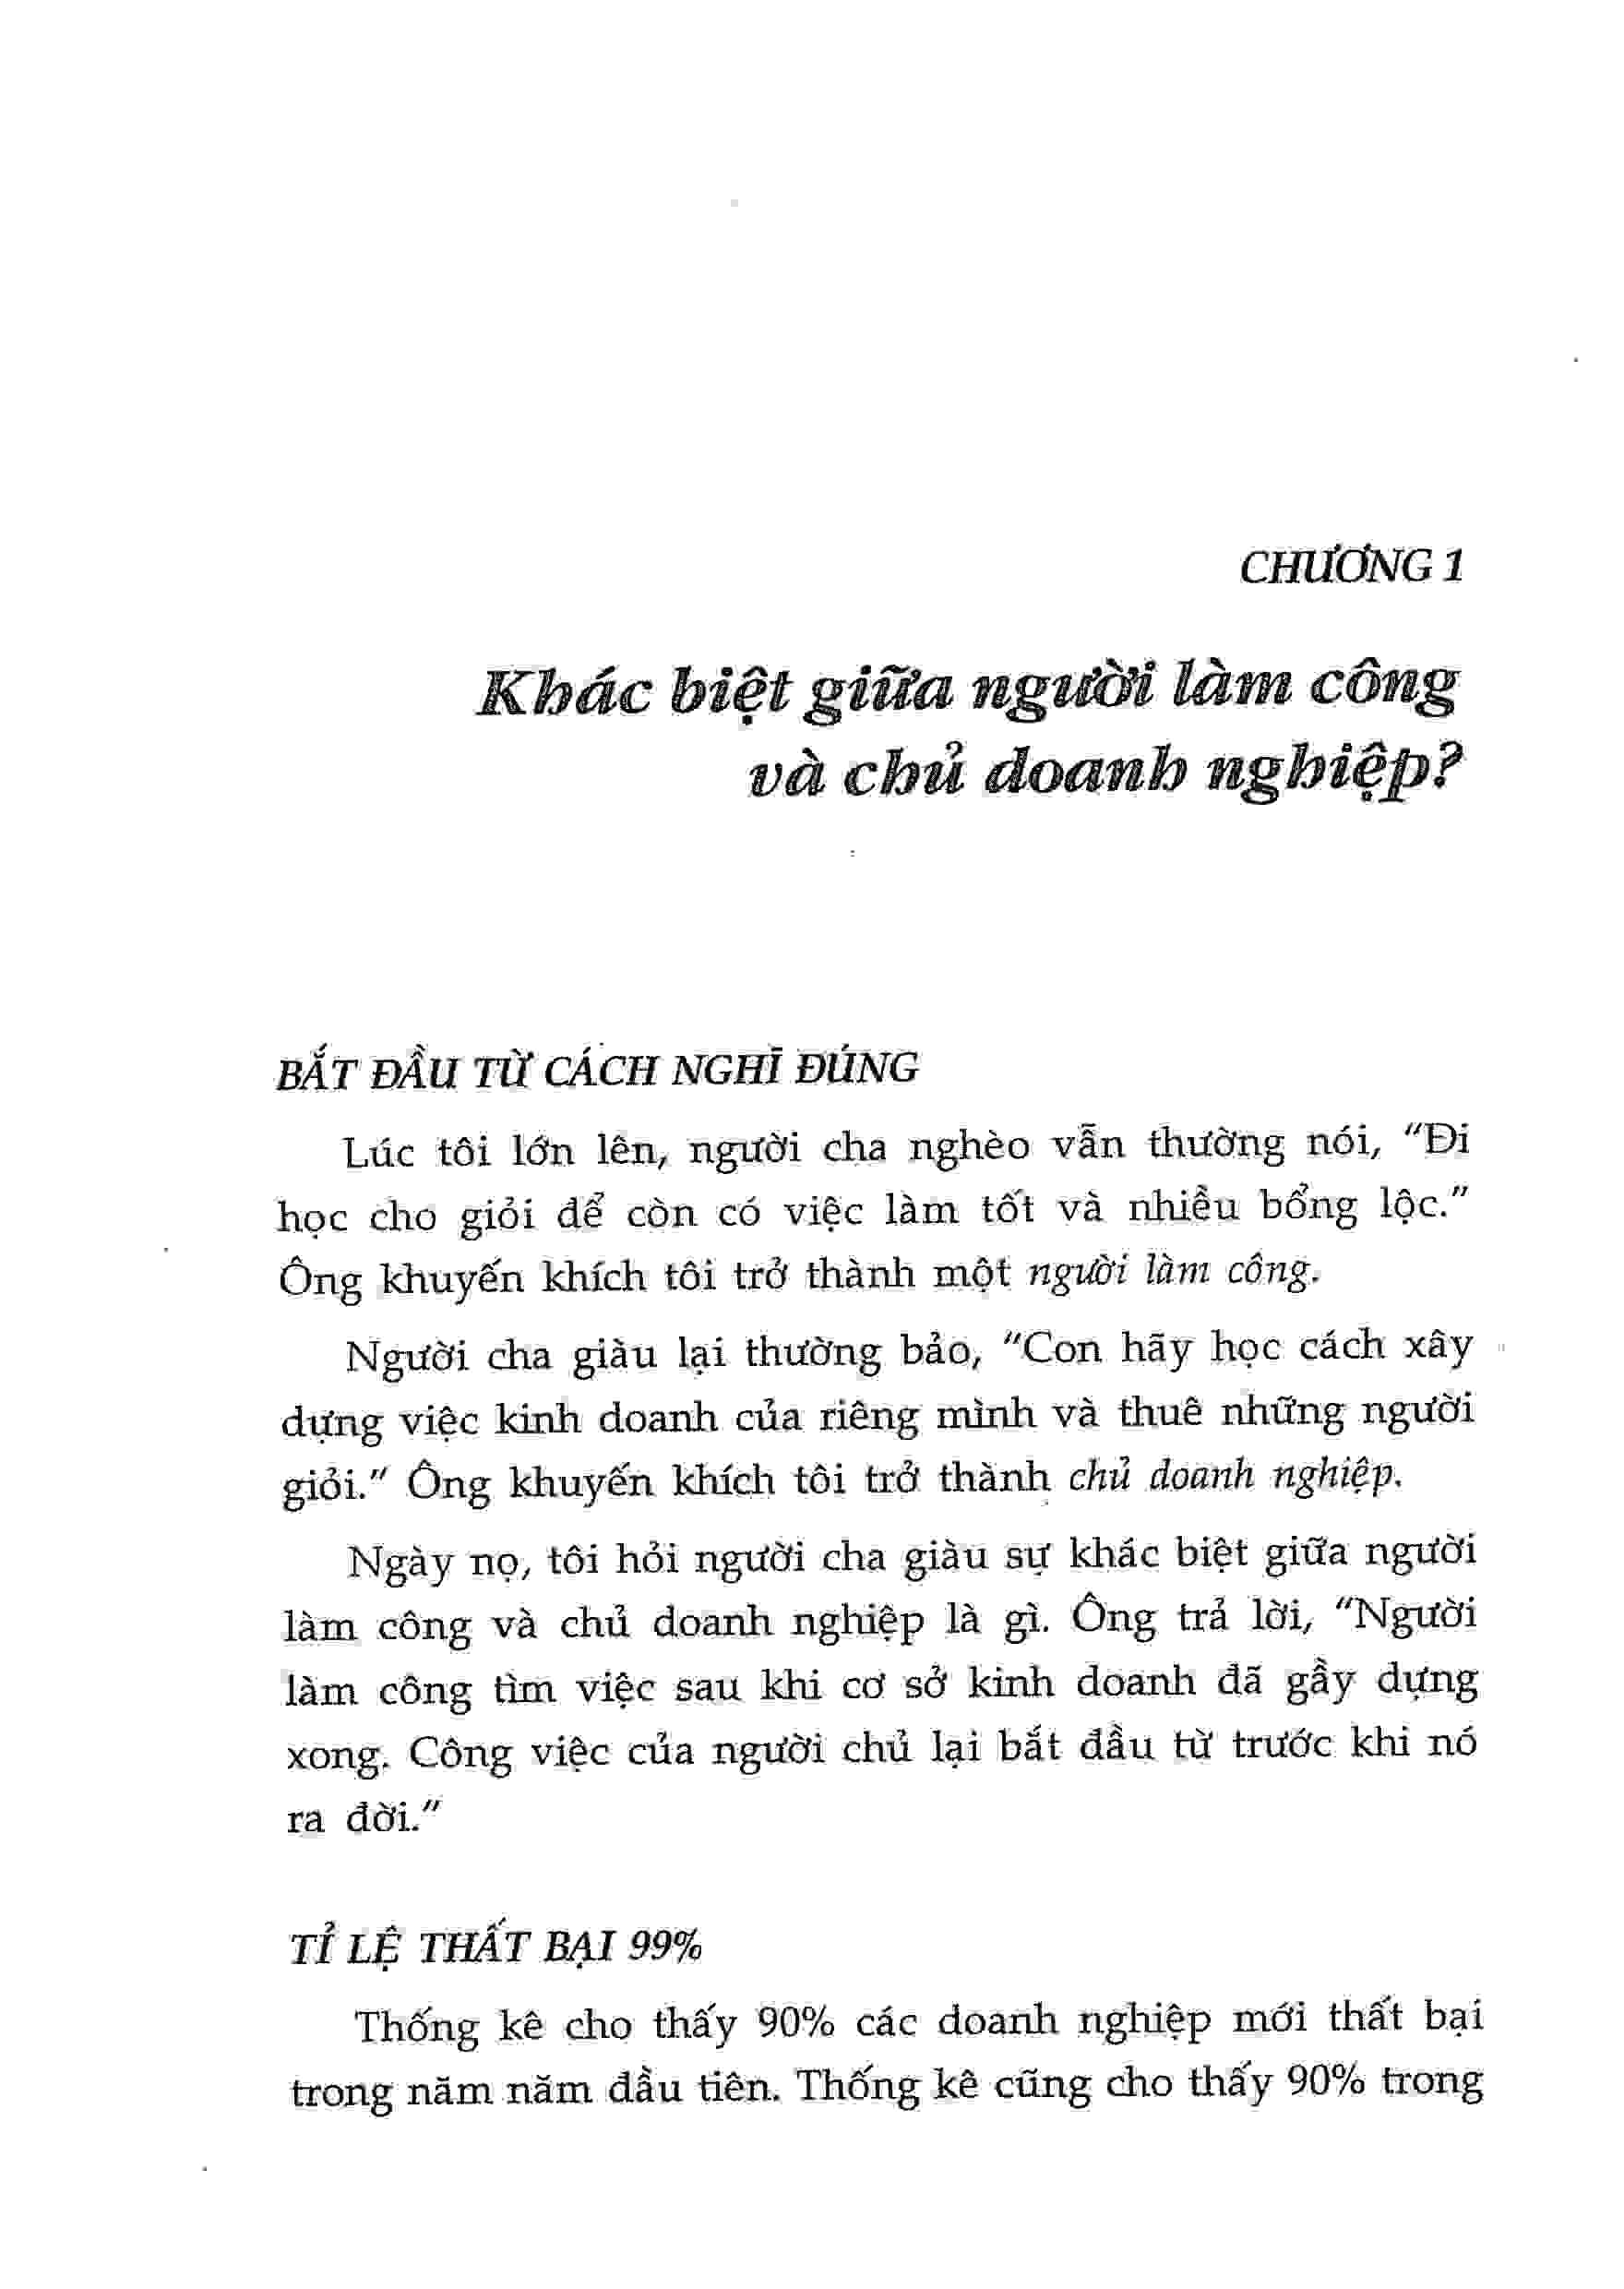 CHƯƠNG 1
Khác biệt giữa người làm công
và chủ doanh nghiệp?
BẮT ĐẦU TỪ CÁCH NGHĨ ĐÚNG
Lúc tôi lớn lên, người cha nghèo vẫn thường nói, “Đi
học cho giỏi để còn có việc làm tốt và nhiều bổng lộc.”
Ông khuyến khích tôi trở thành một người làm công.
Người cha giàu lại thường bảo, “Con hãy học cách xây
dựng việc kinh doanh của riêng mình và thuê những người
giỏi.” Ông khuyến khích tôi trở thành chủ doanh nghiệp.
Ngày nọ, tôi hỏi người cha giàu sự khác biệt giữa người
làm công và chủ doanh nghiệp là gì. Ông trả lời, “Người
làm công tìm việc sau khi cơ sở kinh doanh đã gầy dựng
xong. Công việc của người chủ lại bắt đầu từ trước khi nó
ra đời.”
TỈ LỆ THẤT BẠI 99%
Thống kê cho thấy 90% các doanh nghiệp mới thất bại
trong năm năm đầu tiên. Thống kê cũng cho thấy 90% trong